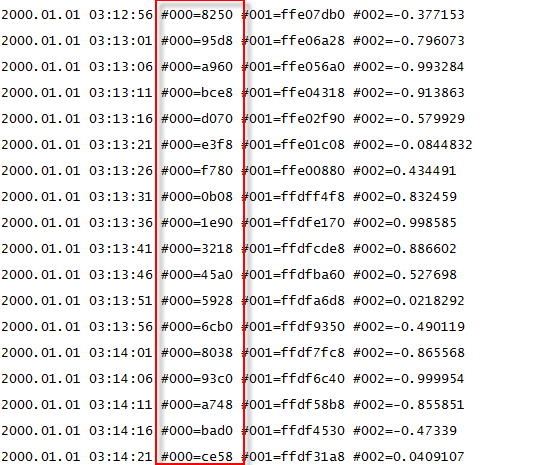 2000.01.01 03:12:56 #000=8250 #001=ffe07db0 #002=-0.377153
2000.01.01 03:13:01 #000=95d8 #001=ffe06a28 #002=-0.796073
2000.01.01 03:13:06 #000=a960 #001=ffe056a0 #002=-0.993284
2000.01.01 03:13:11 #000=bce8 #001=ffe04318 #002=-0.913863
2000.01.01 03:13:16 #000=d070 #001=ffe02f90 #002=-0.579929
2000.01.01 03:13:21 #000=e3f8 #001=ffe01c08 #002=-0.0844832
2000.01.01 03:13:26 #000=f780 #001=ffe00880 #002=0.434491
2000.01.01 03:13:31 #000=0b08 #001=ffdff4f8 #002=0.832459
2000.01.01 03:13:36 #000=1e90 #001=ffdfe170 #002=0.998585
2000.01.01 03:13:41 #000=3218 #001=ffdfcde8 #002=0.886602
2000.01.01 03:13:46 #000=45a0 #001=ffdfba60 #002=0.527698
2000.01.01 03:13:51 #000=5928 #001=ffdfa6d8 #002=0.0218292
2000.01.01 03:13:56 #000=6cb0 #001=ffdf9350 #002=-0.490119
2000.01.01 03:14:01 #000=8038 #001=ffdf7fc8 #002=-0.865568
2000.01.01 03:14:06 #000=93c0 #001=ffdf6c40 #002=-0.999954
2000.01.01 03:14:11 #000=a748 #001=ffdf58b8 #002=-0.855851
2000.01.01 03:14:16 #000=bad0 #001=ffdf4530 #002=-0.47339
2000.01.01 03:14:21 #000=ce58 #001=ffdf31a8 #002=0.0409107